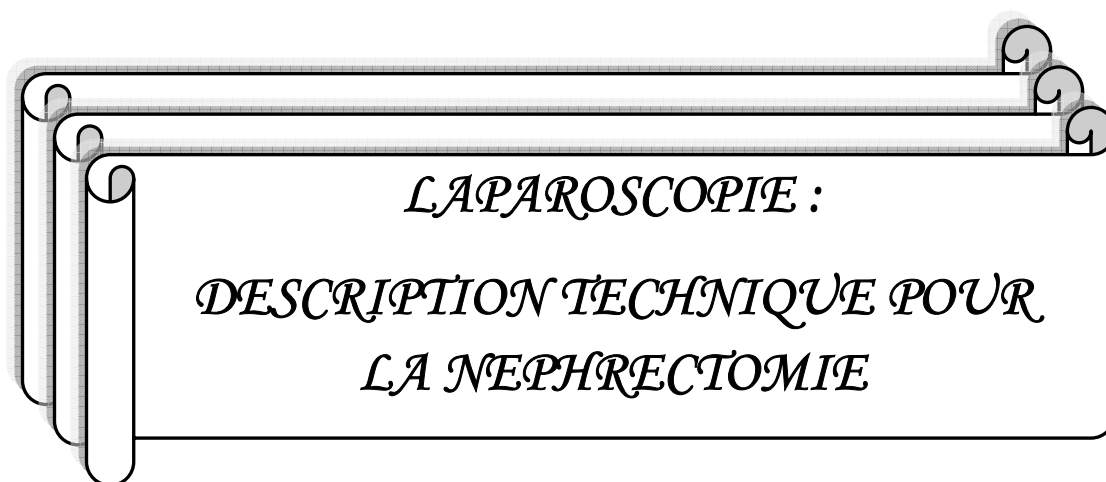 LAPAROSCOPIE :
DESCRIPTION TECHNIQUE POUR
LA NEPHRECTOMIE